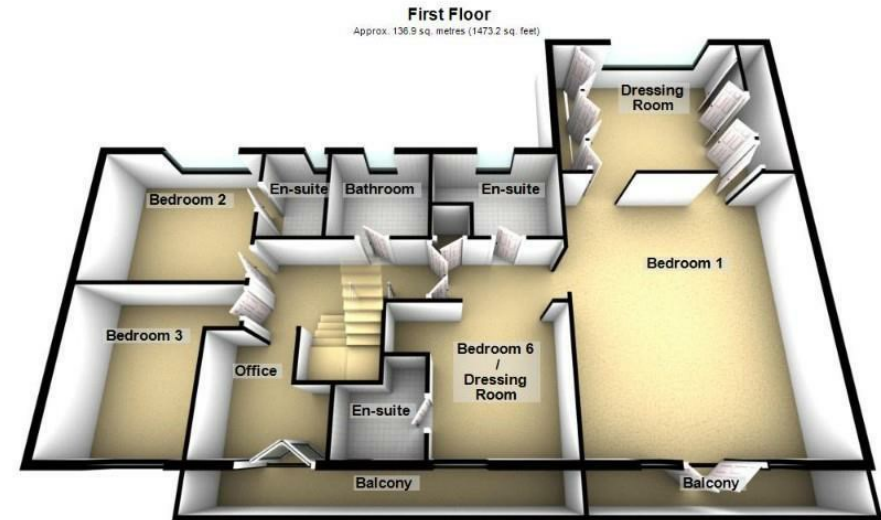 First Floor
Approx. 136.9 sq. metres (1473.2 sq. feet)
Dressing
Room
En-suite
Bathroom
En-suite
Bedroom 2
Bedroom 1
Bedroom 3
Office
Bedroom 6
/
Dressing
Room
En-suite
Balcony
Balcony